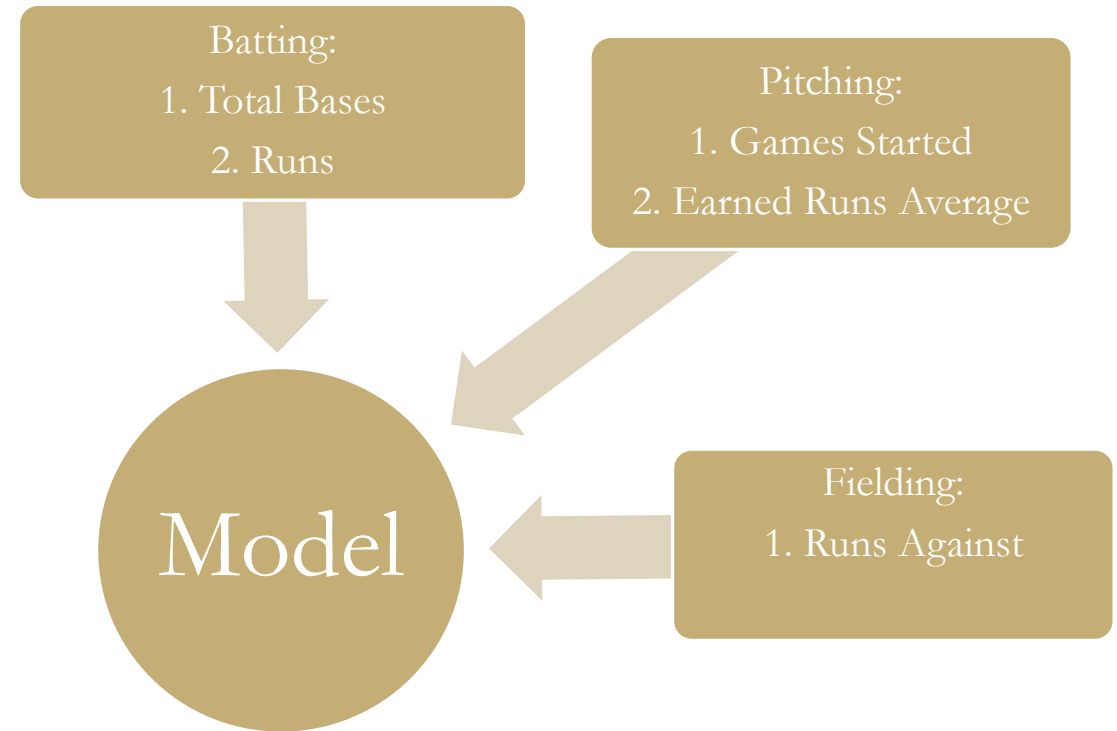 Batting:
1. Total Bases
2. Runs
Pitching:
1. Games Started
2. Earned Runs Average
Model
Fielding:
1. Runs Against